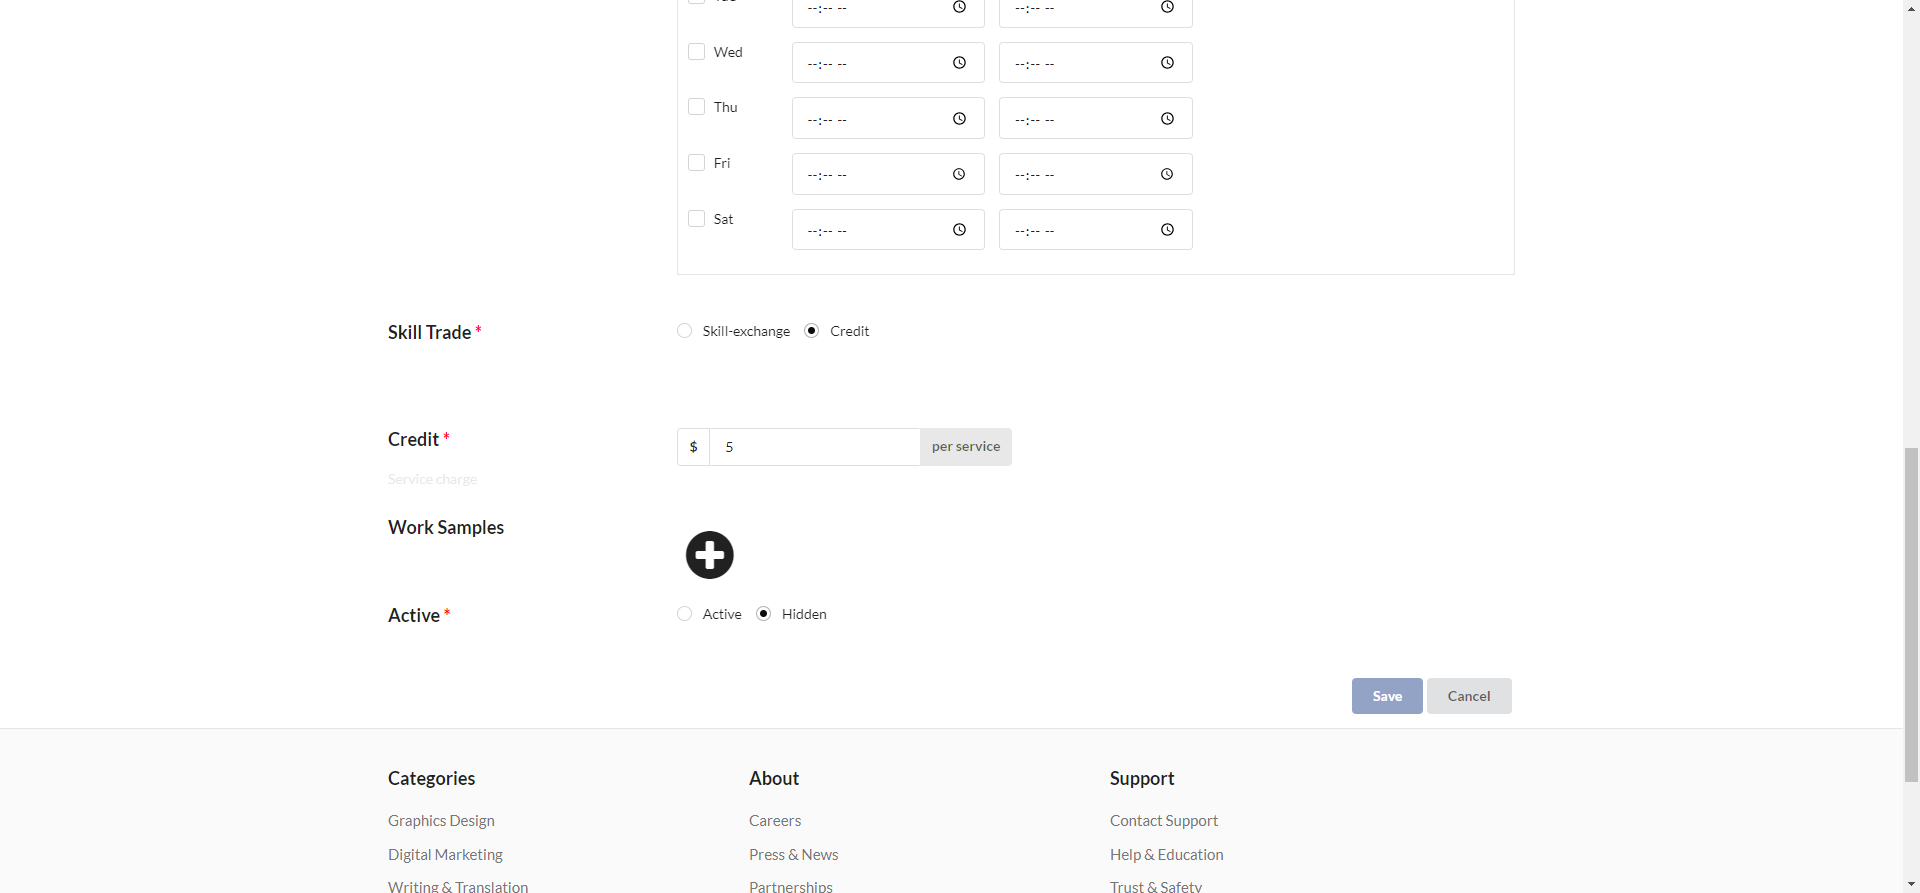 Tue --:-- -- --:-- --
Wed --:-- -- --:-- --
Thu --:-- -- --:-- --
Fri --:-- -- --:-- --
Sat --:-- -- --:-- --
Skill Trade * Skill-exchange Credit
Credit * $ 5 per service
Service charge
Work Samples
Active * Active Hidden
Save Cancel
Categories About Support
Graphics Design Careers Contact Support
Digital Marketing Press & News Help & Education
Writing & Translation Partnerships Trust & Safety